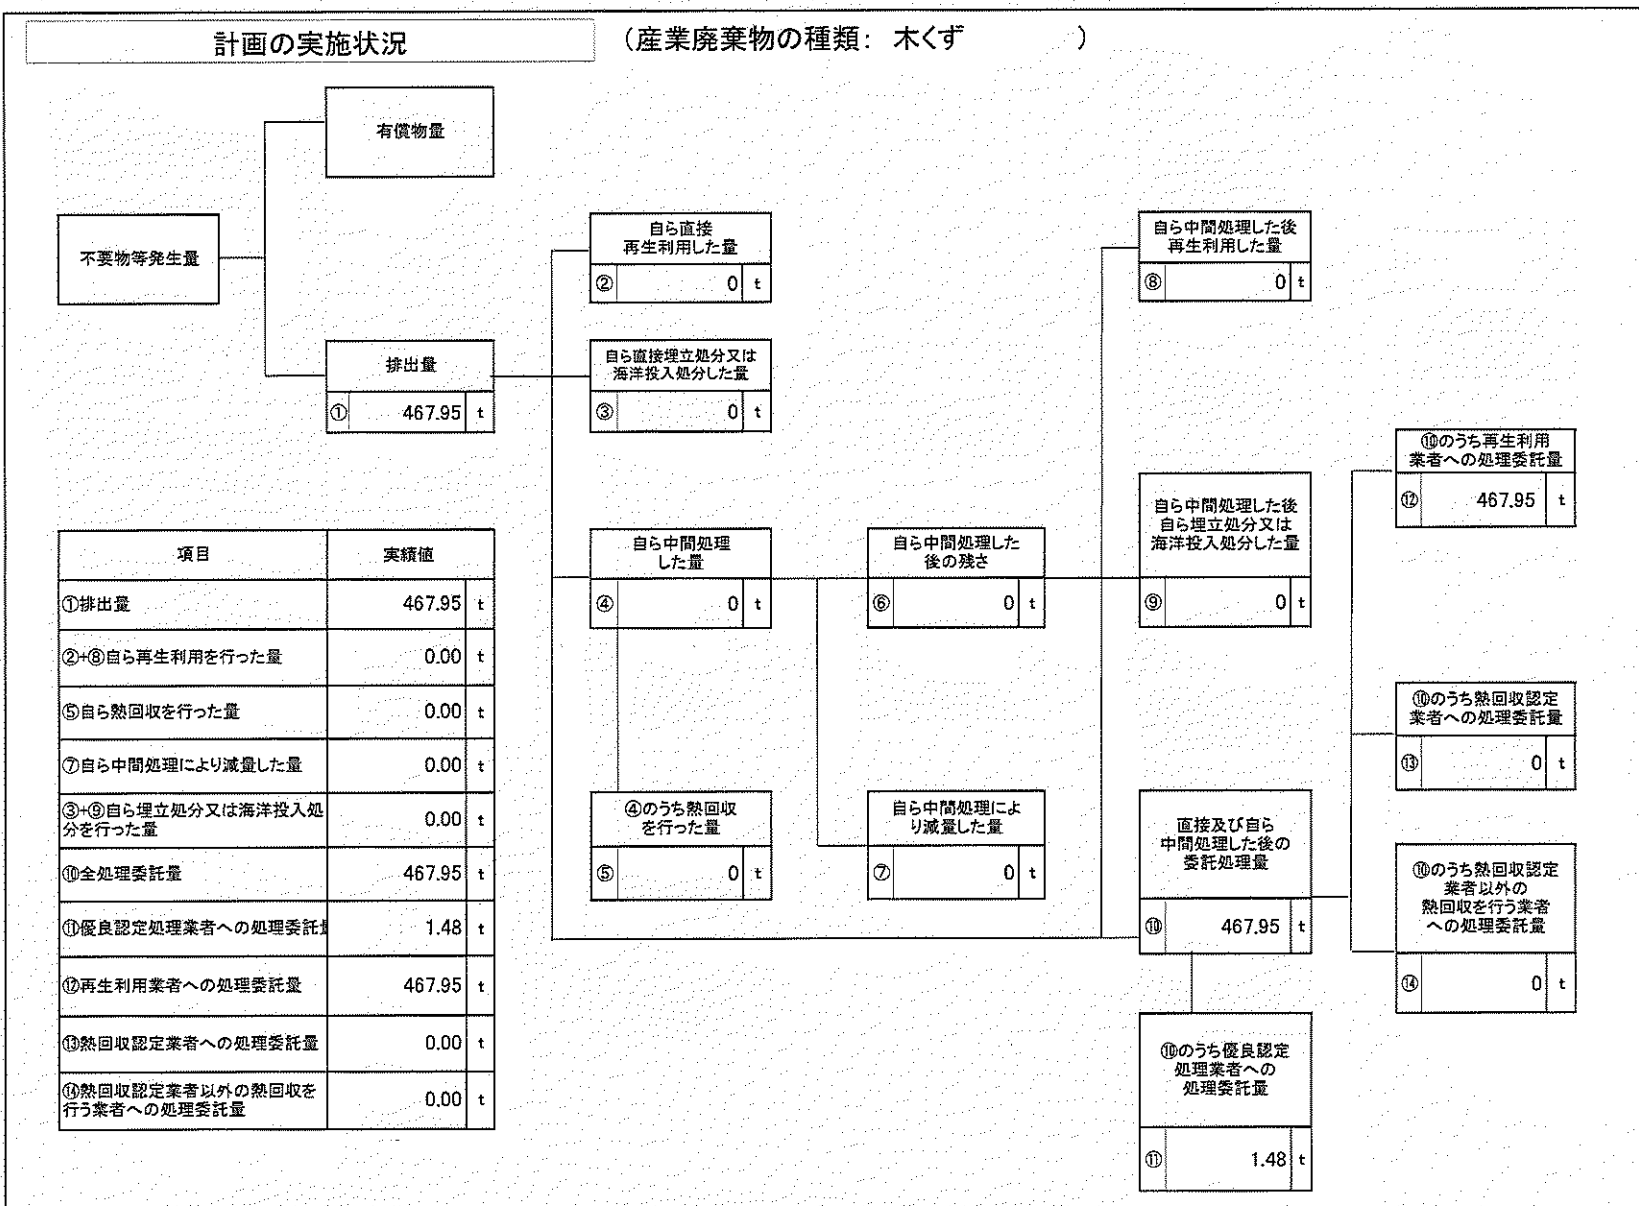 計画の実施状況
(産業廃棄物の種類: 木くず )
有償物量
不要物等発生量
排出量
① 467.95 t
自ら直接
再生利用した量
② 0 t
自ら直接埋立処分又は
海洋投入処分した量
③ 0 t
自ら中間処理した後
再生利用した量
⑧ 0 t
⑩のうち再生利用
業者への処理委託量
⑫ 467.95 t
自ら中間処理
した量
④ 0 t
自ら中間処理した
後の残さ
⑥ 0 t
自ら中間処理した後
自ら埋立処分又は
海洋投入処分した量
⑨ 0 t
⑩のうち熱回収認定
業者への処理委託量
⑬ 0 t
④のうち熱回収
を行った量
⑤ 0 t
自ら中間処理によ
り減量した量
⑦ 0 t
直接及び自ら
中間処理した後の
委託処理量
⑩ 467.95 t
⑩のうち熱回収認定
業者以外の
熱回収を行う業者
への処理委託量
⑭ 0 t
⑩のうち優良認定
処理業者への
処理委託量
⑪ 1.48 t
項目 実績値
①排出量 467.95 t
②+⑧自ら再生利用を行った量 0.00 t
⑤自ら熱回収を行った量 0.00 t
⑦自ら中間処理により減量した量 0.00 t
③+⑨自ら埋立処分又は海洋投入処
分を行った量 0.00 t
⑩全処理委託量 467.95 t
⑪優良認定処理業者への処理委託 1.48 t
⑫再生利用業者への処理委託量 467.95 t
⑬熱回収認定業者への処理委託量 0.00 t
⑭熱回収認定業者以外の熱回収を
行う業者への処理委託量 0.00 t